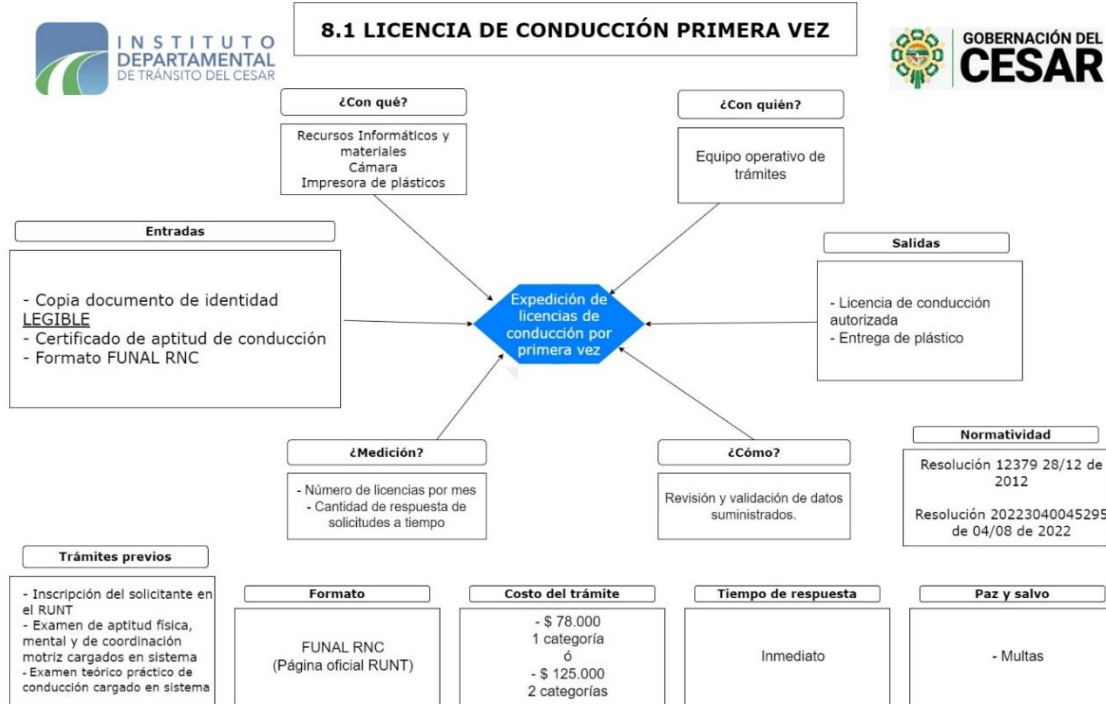 8.1 LICENCIA DE CONDUCCIÓN PRIMERA VEZ
INSTITUTO
DEPARTAMENTAL
DE TRÁNSITO DEL CESAR
GOBERNACIÓN DEL
CESAR
¿Con qué?
Recursos Informáticos y
materiales
Cámara
Impresora de plásticos
¿Con quién?
Equipo operativo de
trámites
Entradas
- Copia documento de identidad
LEGIBLE
- Certificado de aptitud de conducción
- Formato FUNAL RNC
Expedición de
licencias de
conducción por
primera vez
Salidas
- Licencia de conducción
autorizada
- Entrega de plástico
¿Medición?
- Número de licencias por mes
- Cantidad de respuesta de
solicitudes a tiempo
¿Cómo?
Revisión y validación de datos
suministrados.
Normatividad
Resolución 12379 28/12 de
2012
Resolución 20223040045295
de 04/08 de 2022
Trámites previos
- Inscripción del solicitante en
el RUNT
- Examen de aptitud física,
mental y de coordinación
motriz cargados en sistema
- Examen teórico práctico de
conducción cargado en sistema
Formato
FUNAL RNC
(Página oficial RUNT)
Costo del trámite
- $ 78.000
1 categoría
ó
- $ 125.000
2 categorías
Tiempo de respuesta
Inmediato
Paz y salvo
- Multas